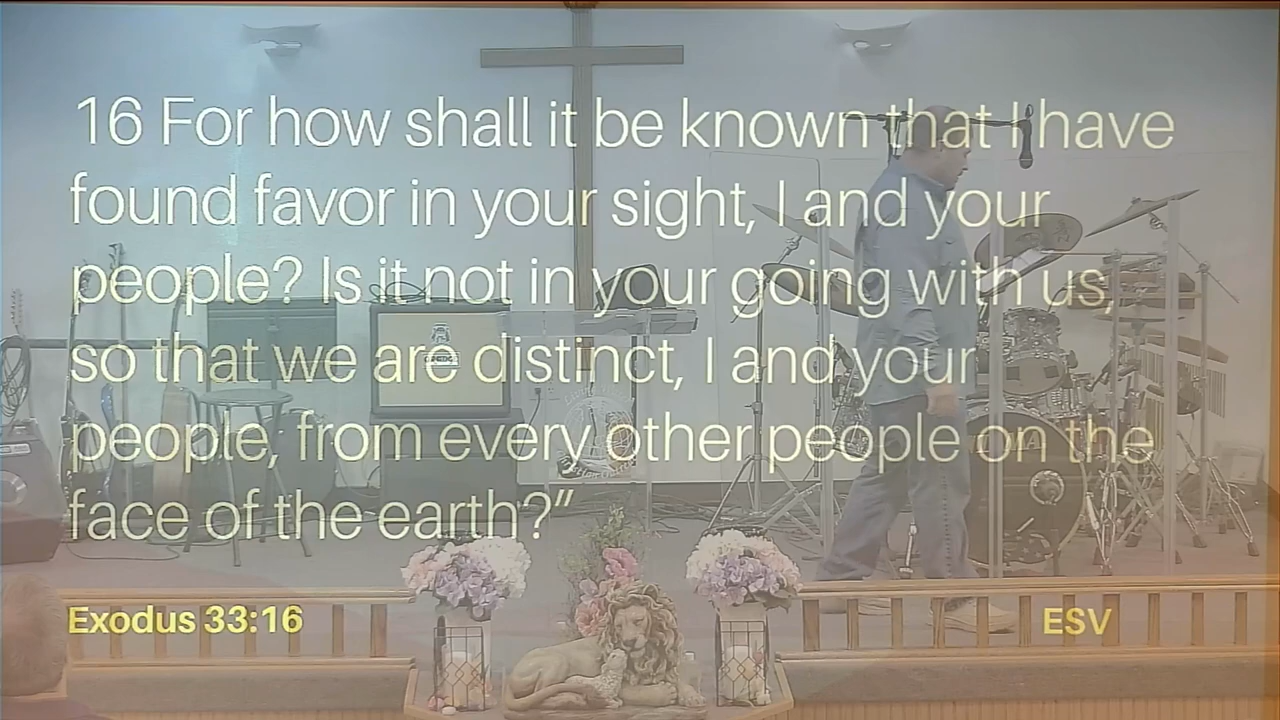 16 For how shall it be known that I have
found favor in your sight, I and your
people? Is it not in your going with us,
so that we are distinct, I and your
people, from every other people on the
face of the earth?”
Exodus 33:16
ESV
ORANGE